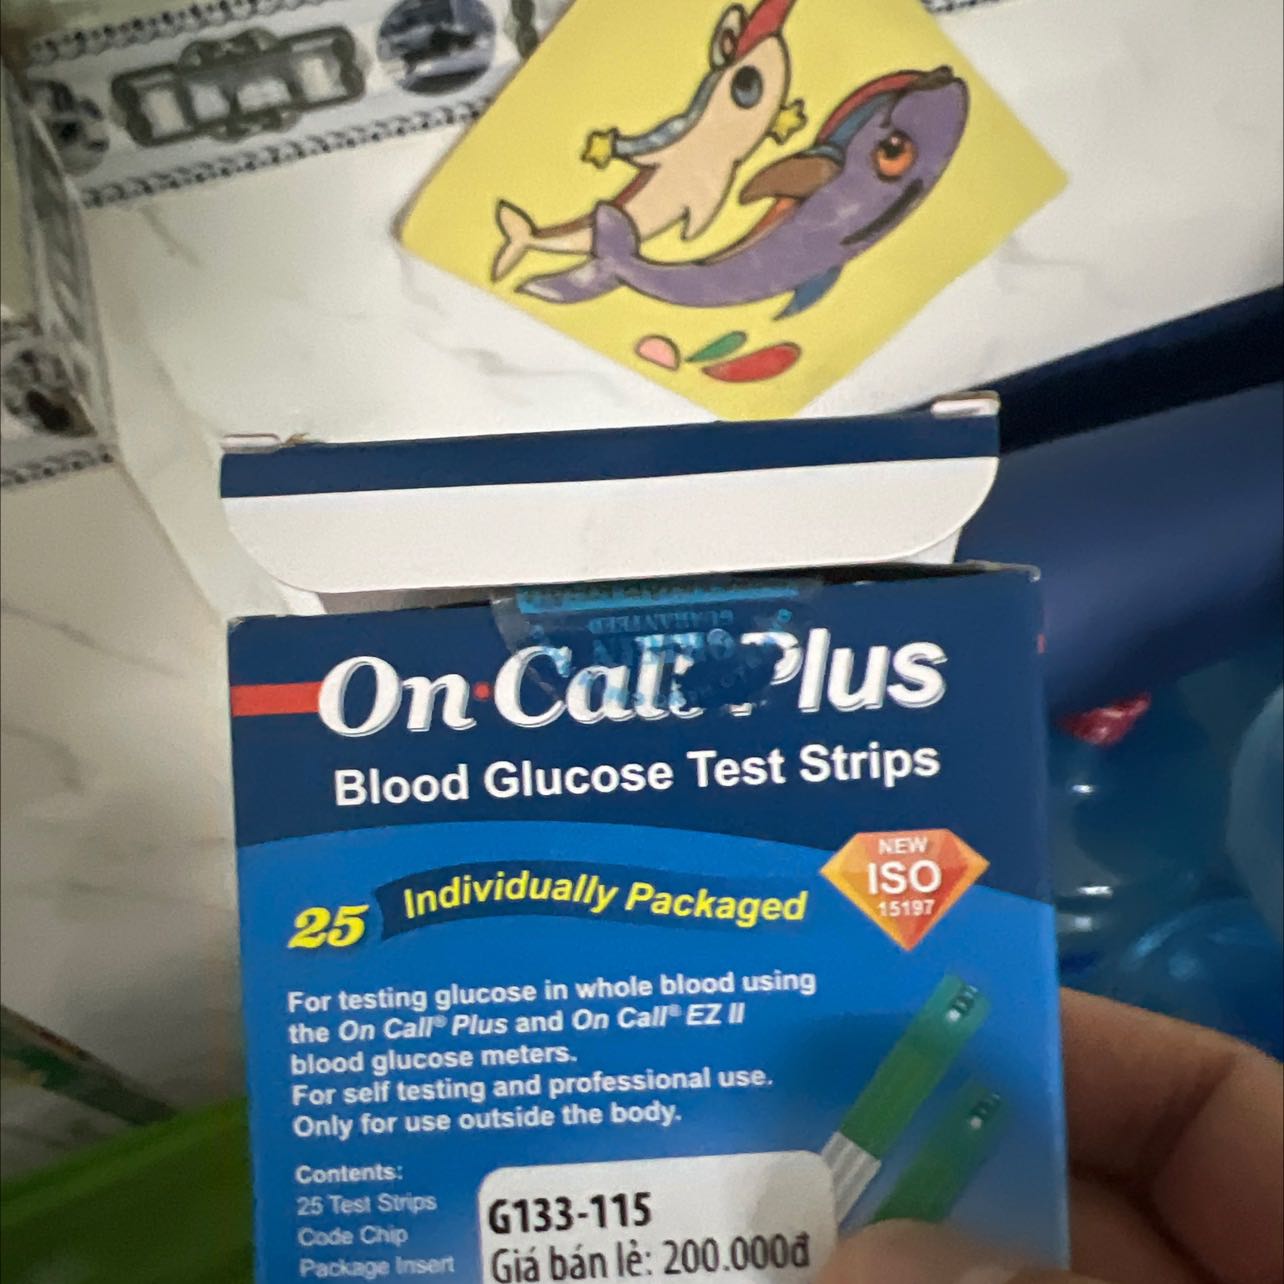 GUARANTEED
On Call Plus
Blood Glucose Test Strips
25 Individually Packaged
NEW
ISO
15197
For testing glucose in whole blood using
the On Call® Plus and On Call® EZ II
blood glucose meters.
For self testing and professional use.
Only for use outside the body.
Contents:
25 Test Strips
Code Chip
Package Insert
G133-115
Giá bán lẻ: 200.000đ